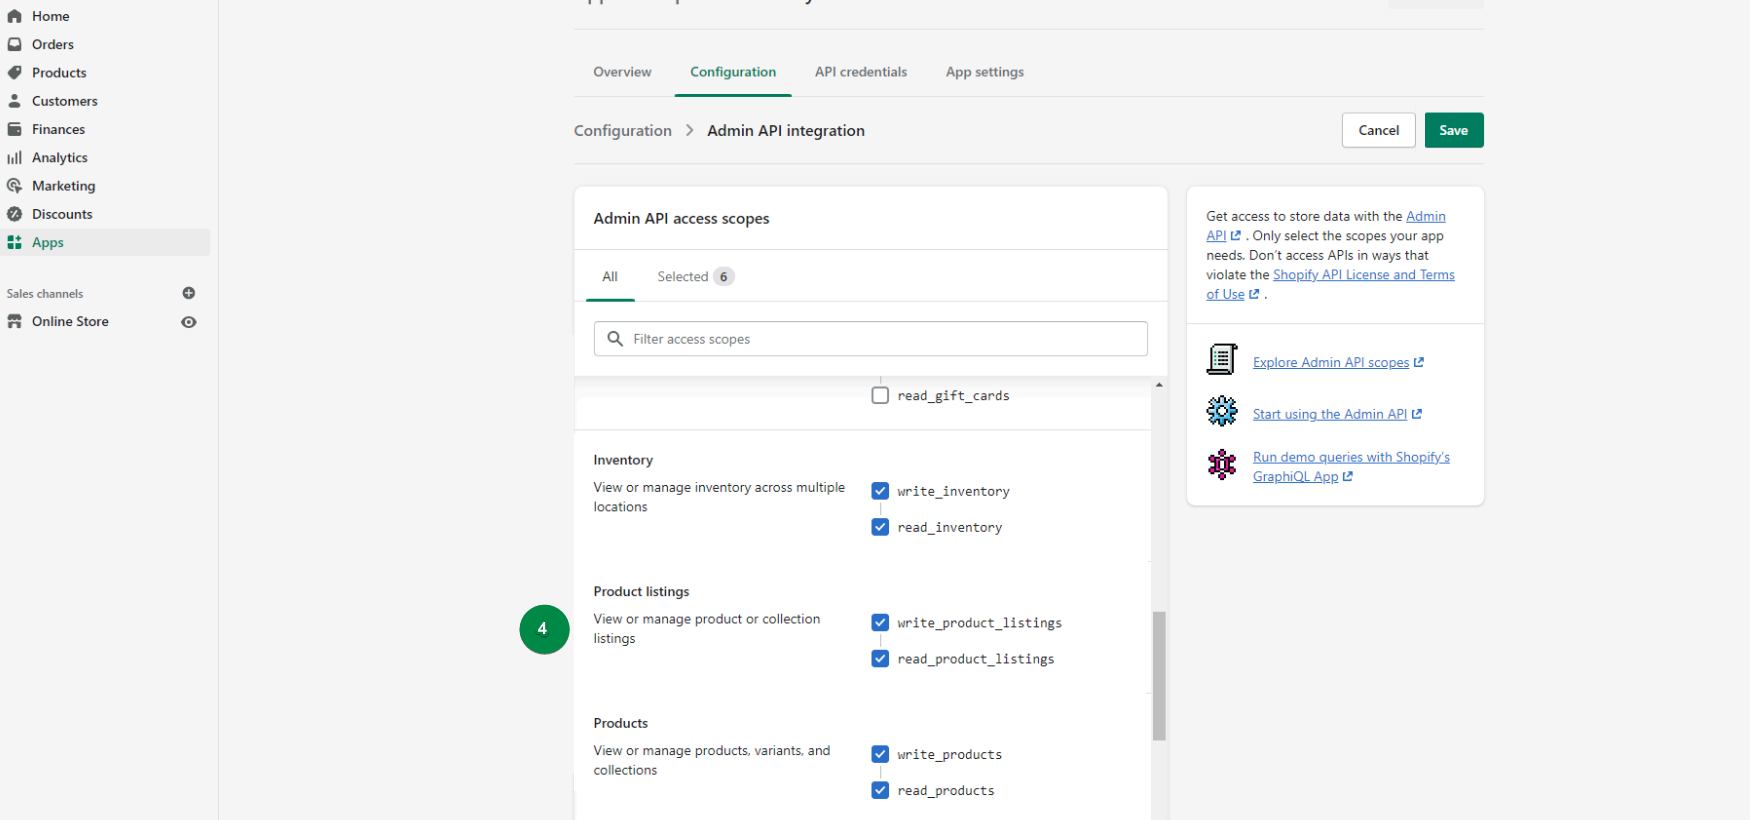 Home
Orders
Products
Customers
Finances
Analytics
Marketing
Discounts
Apps
Sales channels
Online Store
Overview
Configuration
API credentials
App settings
Configuration
Admin API integration
Cancel
Save
Admin API access scopes
All
Selected 6
Filter access scopes
read_gift_cards
Inventory
View or manage inventory across multiple
locations
write_inventory
read_inventory
4
Product listings
View or manage product or collection
listings
write_product_listings
read_product_listings
Products
View or manage products, variants, and
collections
write_products
read_products
Get access to store data with the Admin
API . Only select the scopes your app
needs. Don't access APIs in ways that
violate the Shopify API License and Terms
of Use .
Explore Admin API scopes
Start using the Admin API
Run demo queries with Shopify's
GraphiQL App